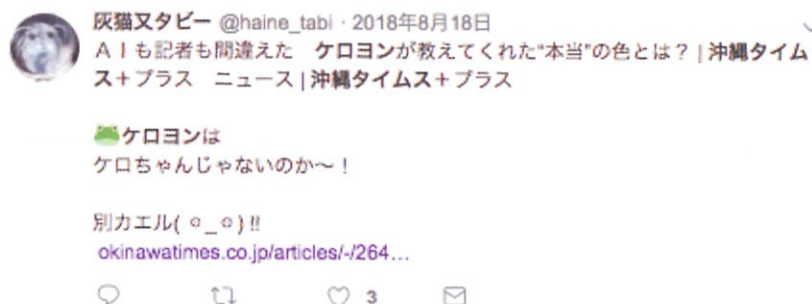 灰猫又タビー @haine_tabi · 2018年8月18日
ＡＩも記者も間違えた　ケロヨンが教えてくれた“本当”の色とは？ | 沖縄タイム
ス＋プラス　ニュース | 沖縄タイムス＋プラス
🐸ケロヨンは
ケロちゃんじゃないのか〜！
別カエル( ⚪︎_⚪︎) ‼︎
okinawatimes.co.jp/articles/-/264…
3